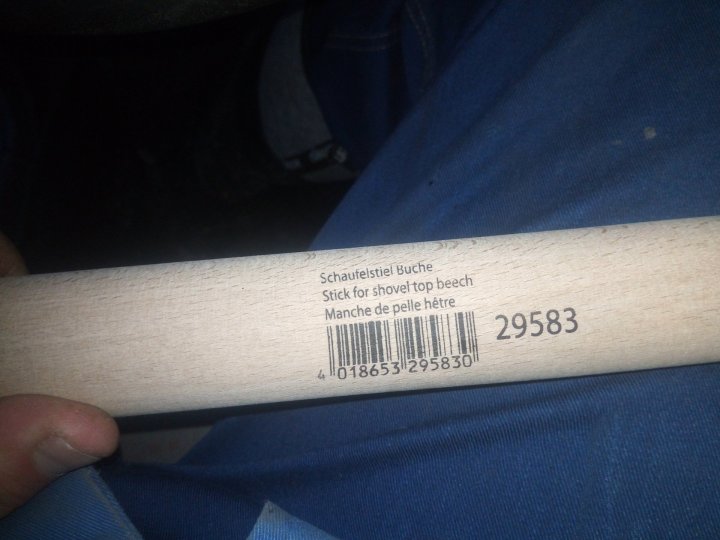 Schaufelstiel Buche
Stick for shovel top beech
Manche de pelle hêtre
4 018653 295830
29583